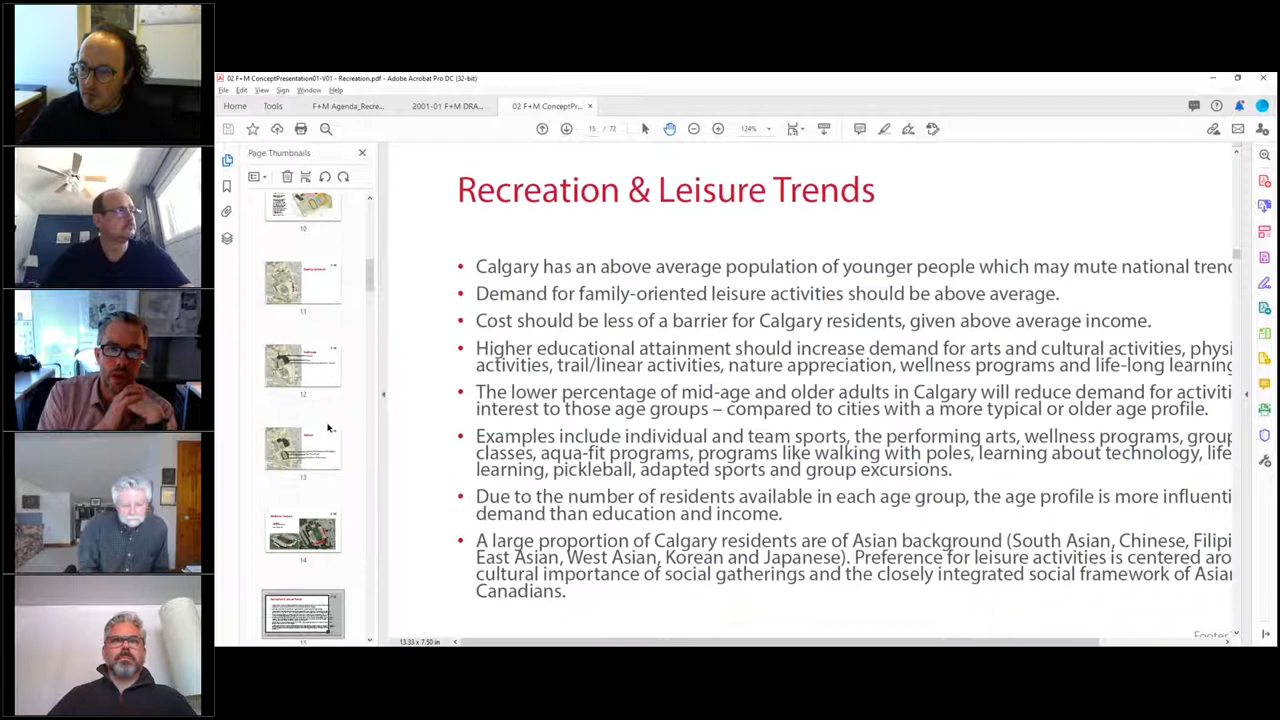 02 F+M ConceptPresentation01-V01 - Recreation.pdf - Adobe Acrobat Pro DC (32-bit)
File Edit View Sign Window Help
Home Tools F+M Agenda_Recre... 2001-01 F+M DRA... 02 F+M ConceptPr... ×
15 / 72 124%
Page Thumbnails
10
11
12
13
14
15
Recreation & Leisure Trends
• Calgary has an above average population of younger people which may mute national trend
• Demand for family-oriented leisure activities should be above average.
• Cost should be less of a barrier for Calgary residents, given above average income.
• Higher educational attainment should increase demand for arts and cultural activities, physi
activities, trail/linear activities, nature appreciation, wellness programs and life-long learning
• The lower percentage of mid-age and older adults in Calgary will reduce demand for activiti
interest to those age groups – compared to cities with a more typical or older age profile.
• Examples include individual and team sports, the performing arts, wellness programs, group
classes, aqua-fit programs, programs like walking with poles, learning about technology, life
learning, pickleball, adapted sports and group excursions.
• Due to the number of residents available in each age group, the age profile is more influenti
demand than education and income.
• A large proportion of Calgary residents are of Asian background (South Asian, Chinese, Filipi
East Asian, West Asian, Korean and Japanese). Preference for leisure activities is centered aro
cultural importance of social gatherings and the closely integrated social framework of Asian
Canadians.
Footer
13.33 x 7.50 in